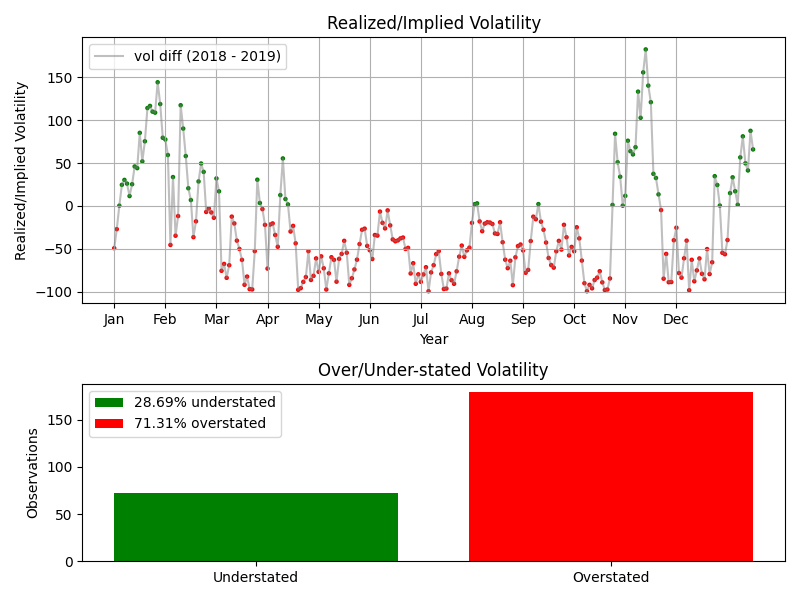 Realized/Implied Volatility
vol diff (2018 - 2019)
Realized/Implied Volatility
150
100
50
0
−50
−100
Jan Feb Mar Apr May Jun Jul Aug Sep Oct Nov Dec
Year
Over/Under-stated Volatility
28.69% understated
71.31% overstated
Observations
150
100
50
0
Understated Overstated